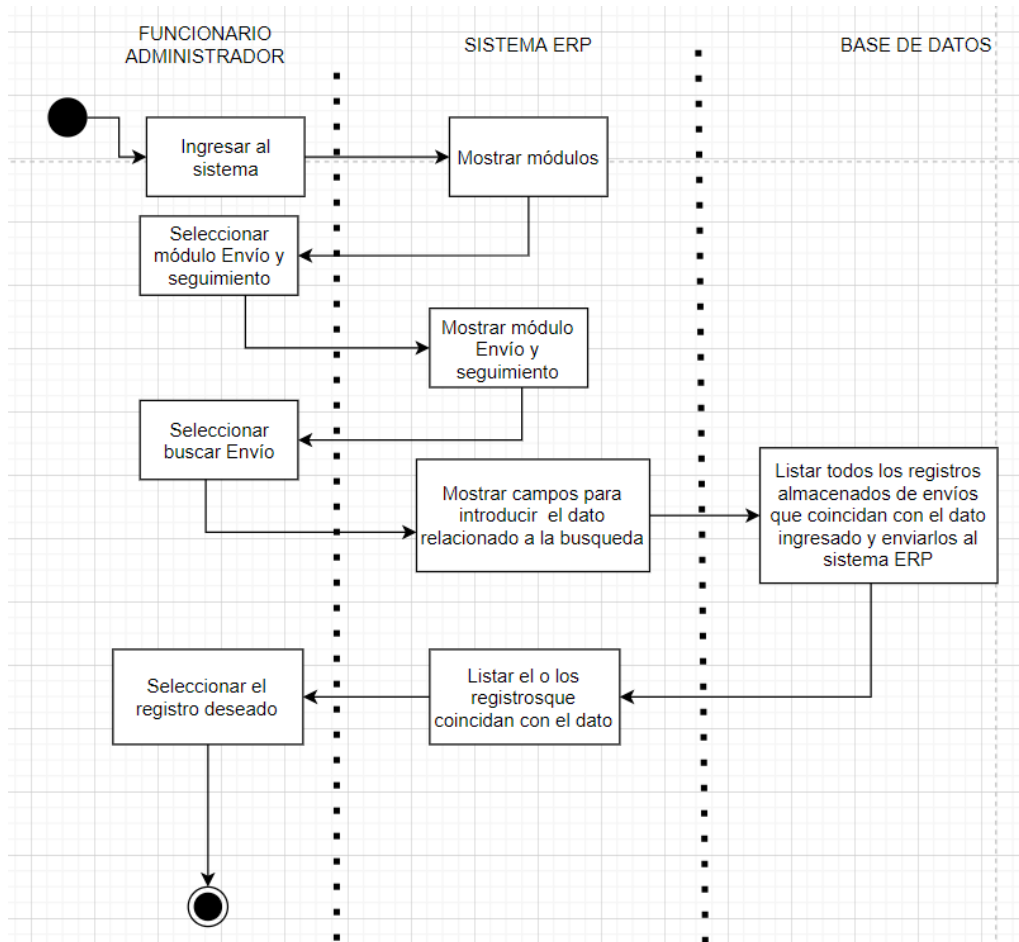 FUNCIONARIO
ADMINISTRADOR
SISTEMA ERP
BASE DE DATOS
Ingresar al
sistema
Mostrar módulos
Seleccionar
módulo Envío y
seguimiento
Mostrar módulo
Envío y
seguimiento
Seleccionar
buscar Envío
Mostrar campos para
introducir el dato
relacionado a la busqueda
Listar todos los registros
almacenados de envíos
que coincidan con el dato
ingresado y enviarlos al
sistema ERP
Listar el o los
registrosque
coincidan con el dato
Seleccionar el
registro deseado